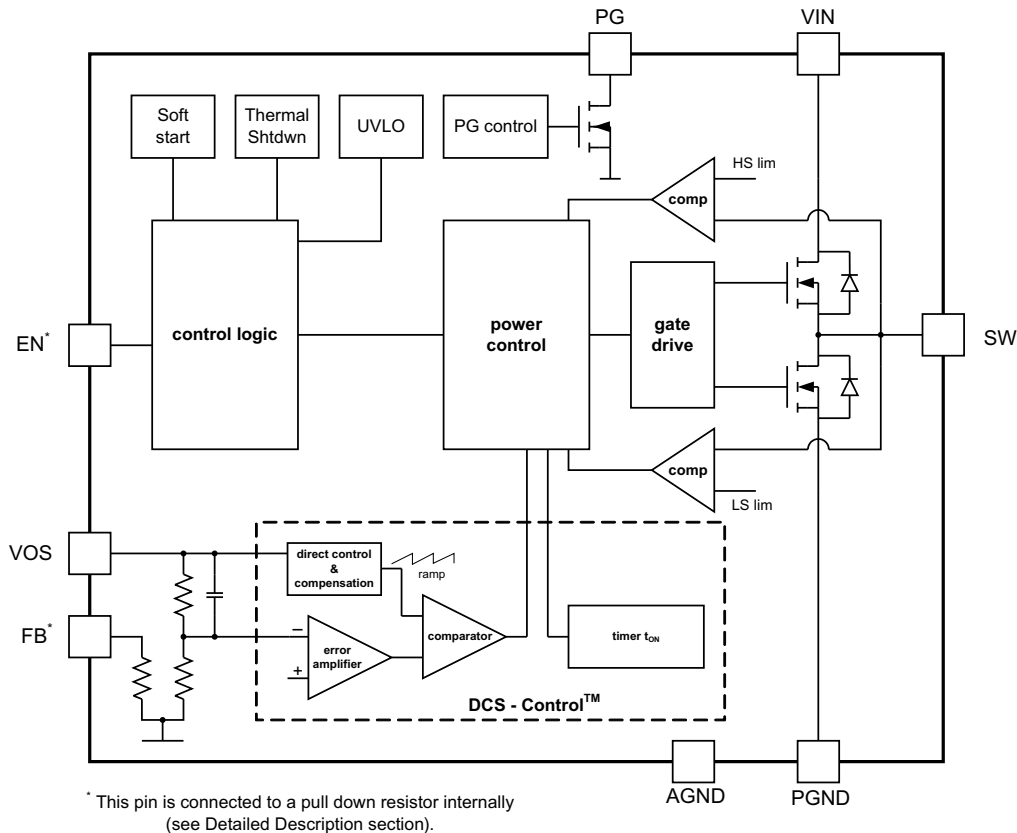 PG
VIN
Soft
start
Thermal
Shtdwn
UVLO
PG control
HS lim
comp
control logic
power
control
gate
drive
EN*
SW
comp
LS lim
VOS
direct control
&
compensation
ramp
FB*
−
+
error
amplifier
comparator
timer tON
DCS - Control™
AGND
PGND
* This pin is connected to a pull down resistor internally
(see Detailed Description section).